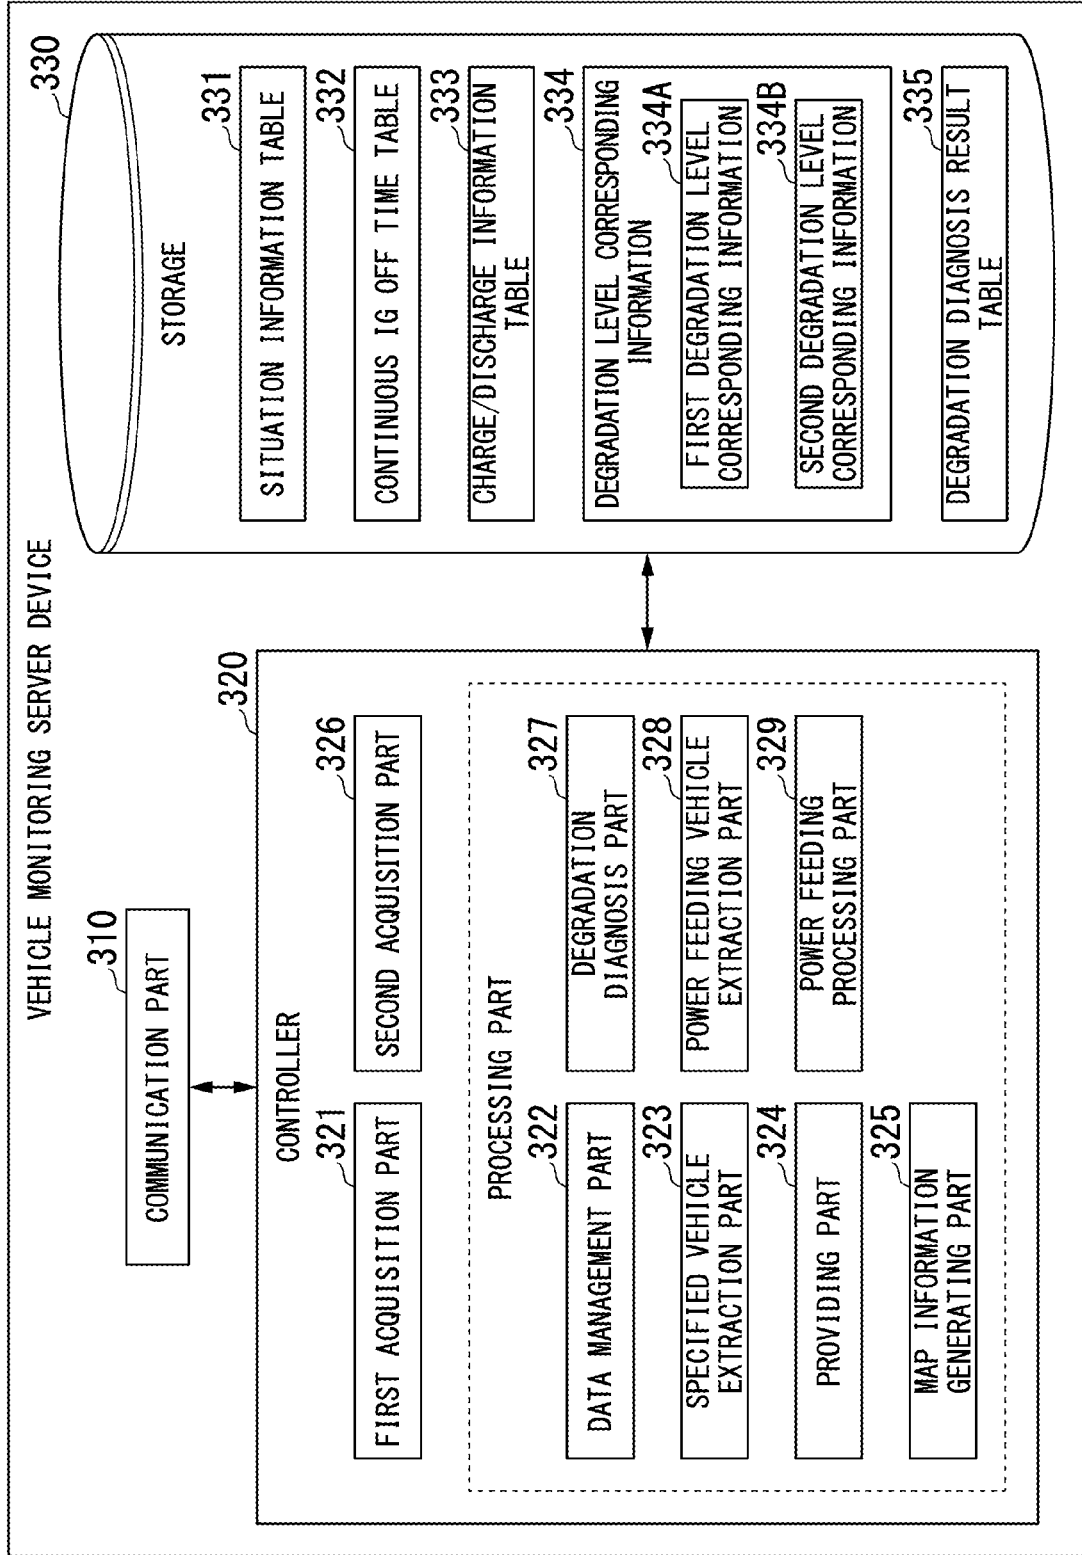 VEHICLE MONITORING SERVER DEVICE
310
COMMUNICATION PART
320
CONTROLLER
321
FIRST ACQUISITION PART
326
SECOND ACQUISITION PART
PROCESSING PART
322
DATA MANAGEMENT PART
323
SPECIFIED VEHICLE
EXTRACTION PART
324
PROVIDING PART
325
MAP INFORMATION
GENERATING PART
327
DEGRADATION
DIAGNOSIS PART
328
POWER FEEDING VEHICLE
EXTRACTION PART
329
POWER FEEDING
PROCESSING PART
330
STORAGE
331
SITUATION INFORMATION TABLE
332
CONTINUOUS IG OFF TIME TABLE
333
CHARGE/DISCHARGE INFORMATION
TABLE
334
DEGRADATION LEVEL CORRESPONDING
INFORMATION
334A
FIRST DEGRADATION LEVEL
CORRESPONDING INFORMATION
334B
SECOND DEGRADATION LEVEL
CORRESPONDING INFORMATION
335
DEGRADATION DIAGNOSIS RESULT
TABLE